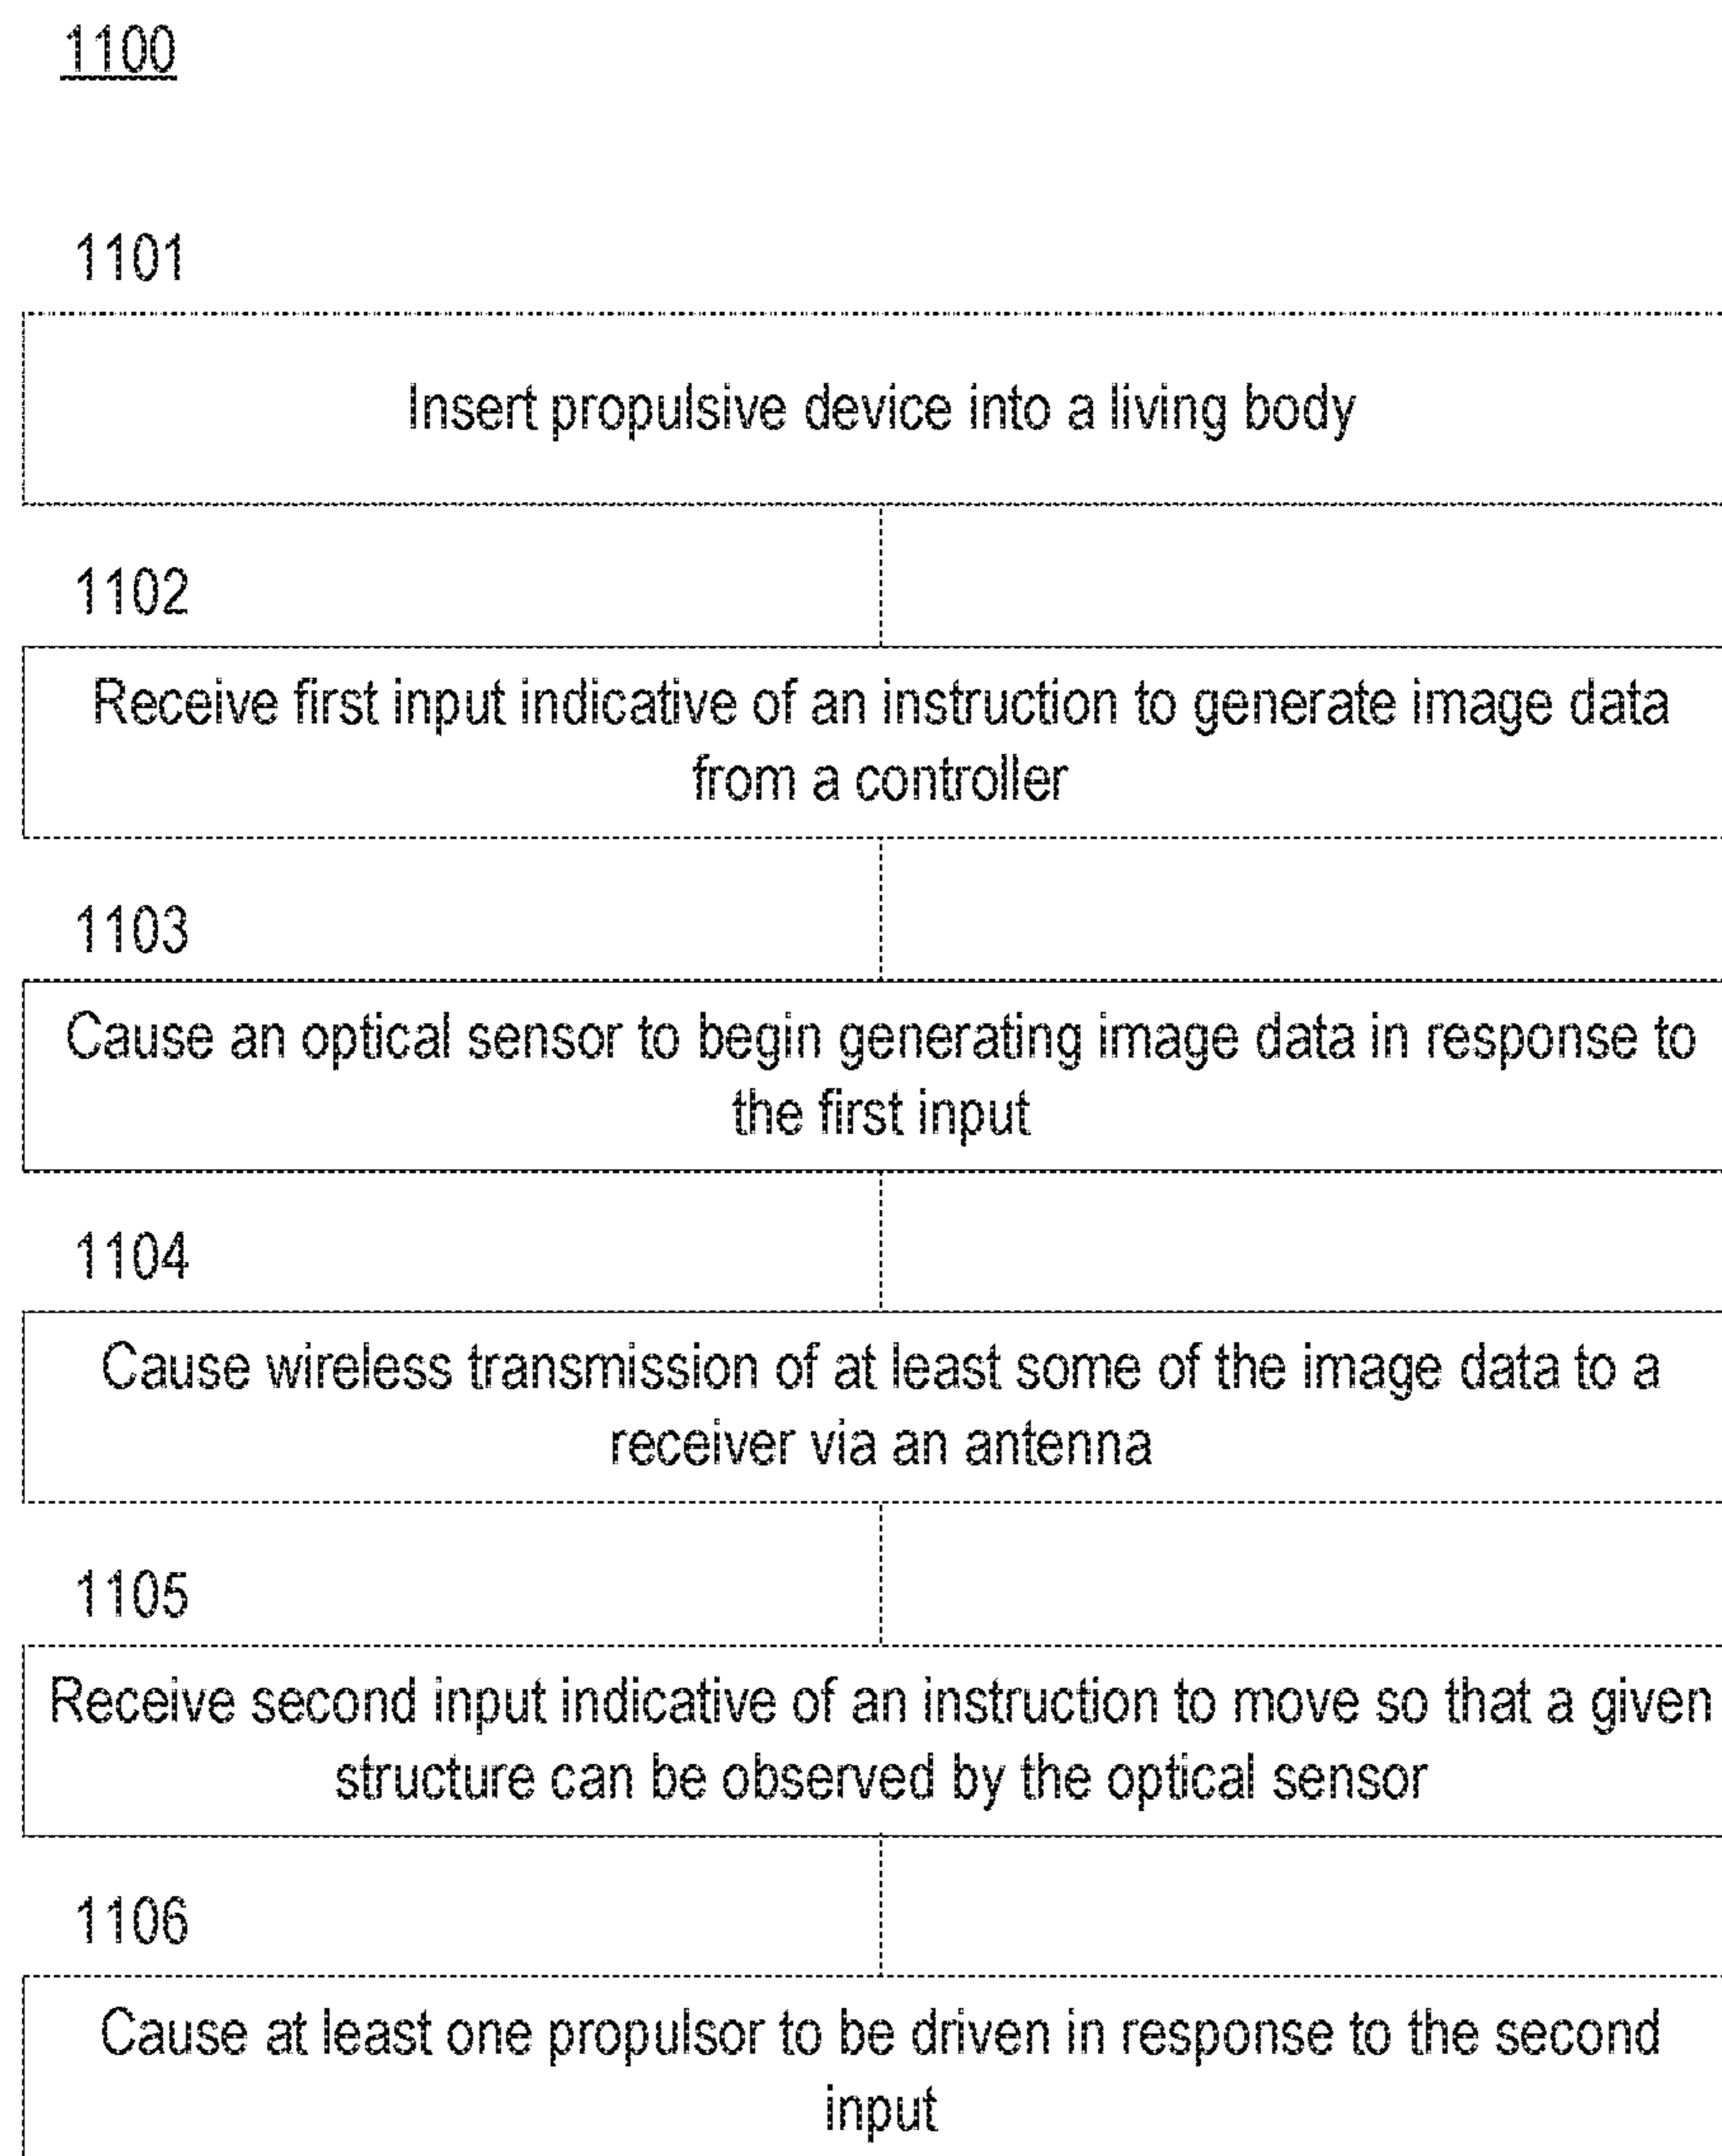 1100
1101
Insert propulsive device into a living body
1102
Receive first input indicative of an instruction to generate image data
from a controller
1103
Cause an optical sensor to begin generating image data in response to
the first input
1104
Cause wireless transmission of at least some of the image data to a
receiver via an antenna
1105
Receive second input indicative of an instruction to move so that a given
structure can be observed by the optical sensor
1106
Cause at least one propulsor to be driven in response to the second
input